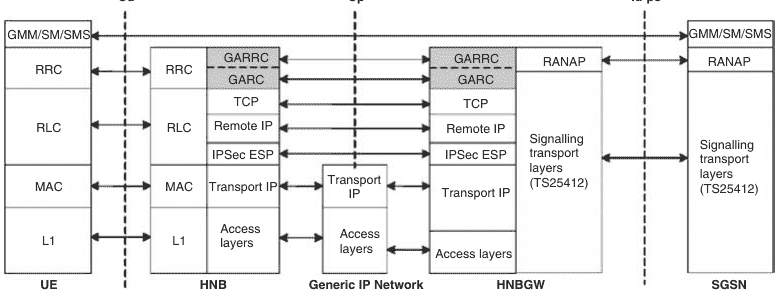 GMM/SM/SMS
GMM/SM/SMS
RRC
RRC
GARRC
GARC
GARRC
GARC
RANAP
RANAP
TCP
TCP
RLC
RLC
Remote IP
Remote IP
IPSec ESP
IPSec ESP
Signalling
transport
layers
(TS25412)
Signalling
transport
layers
(TS25412)
MAC
MAC
Transport IP
Transport
IP
Transport IP
L1
L1
Access
layers
Access
layers
Access layers
UE
HNB
Generic IP Network
HNBGW
SGSN